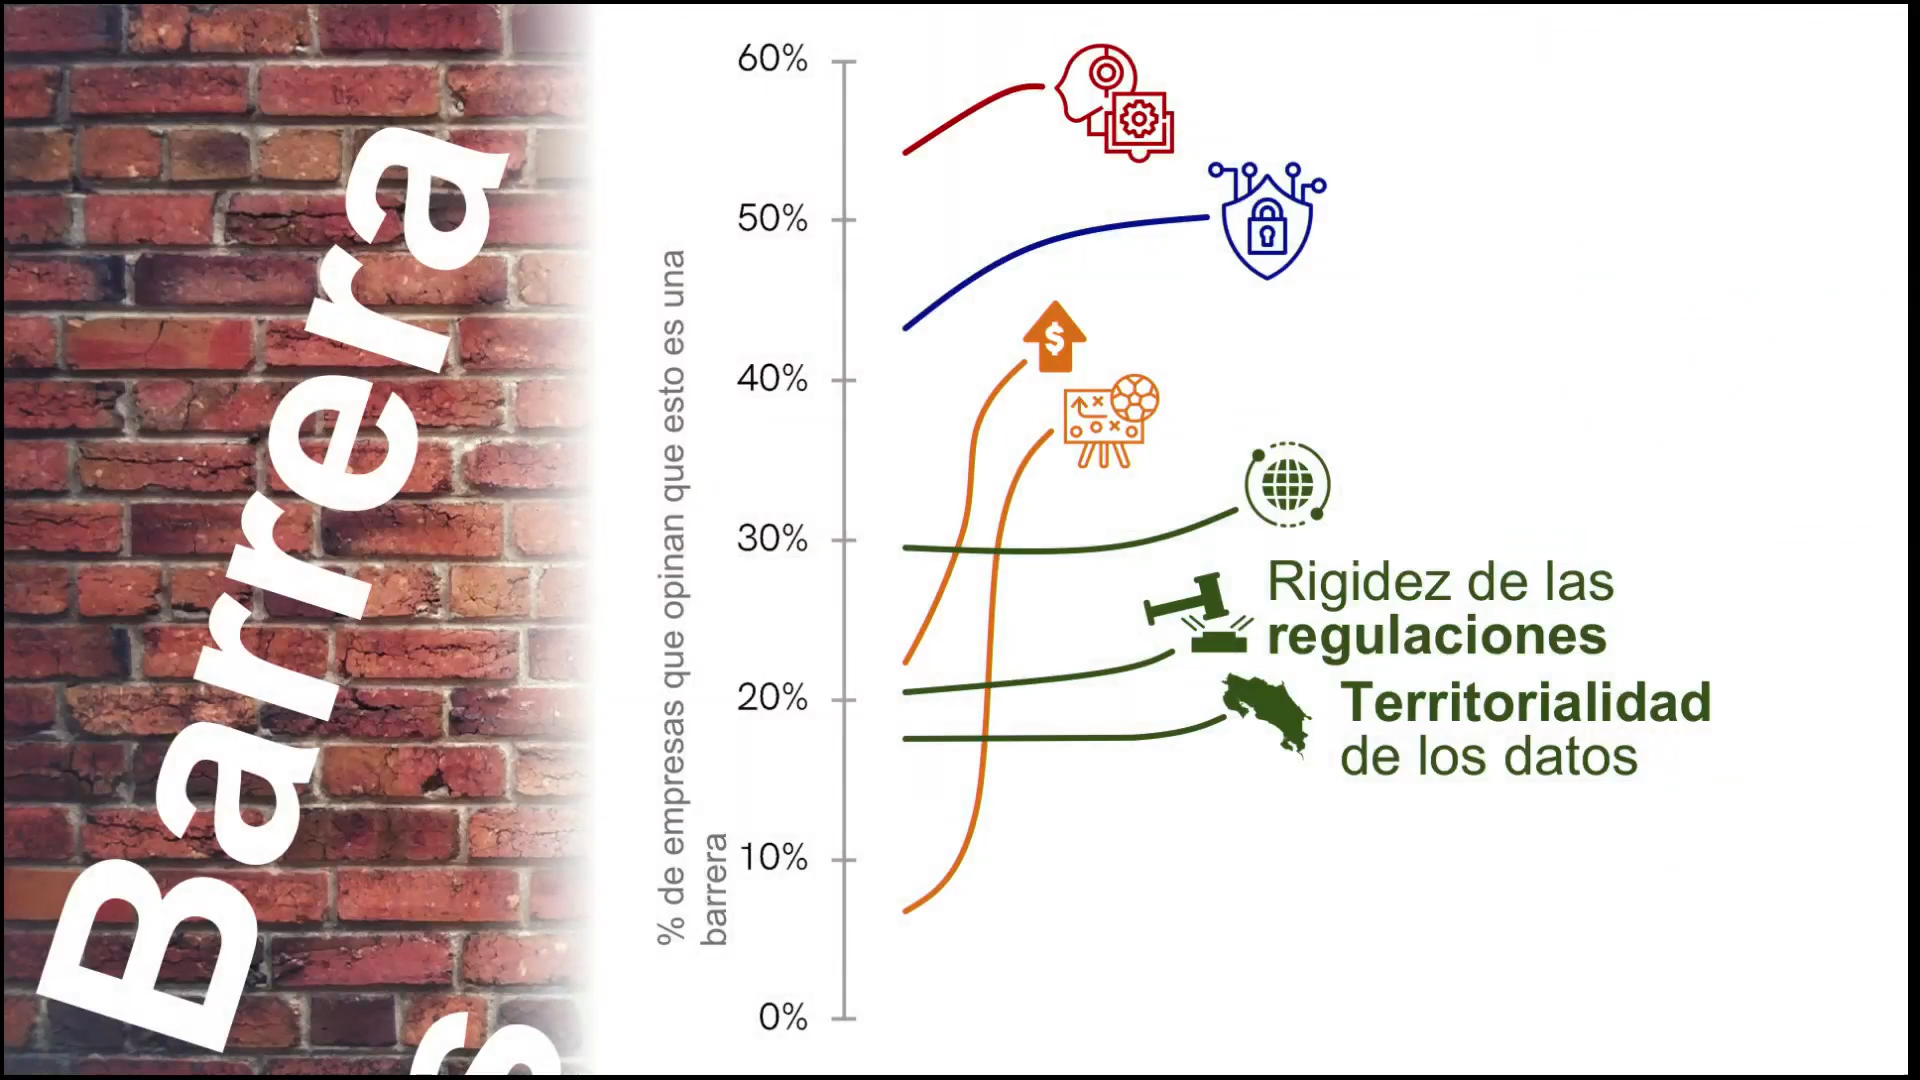 Barrera
s
% de empresas que opinan que esto es una
barrera
60%
50%
40%
30%
20%
10%
0%
$
Rigidez de las
regulaciones
Territorialidad
de los datos